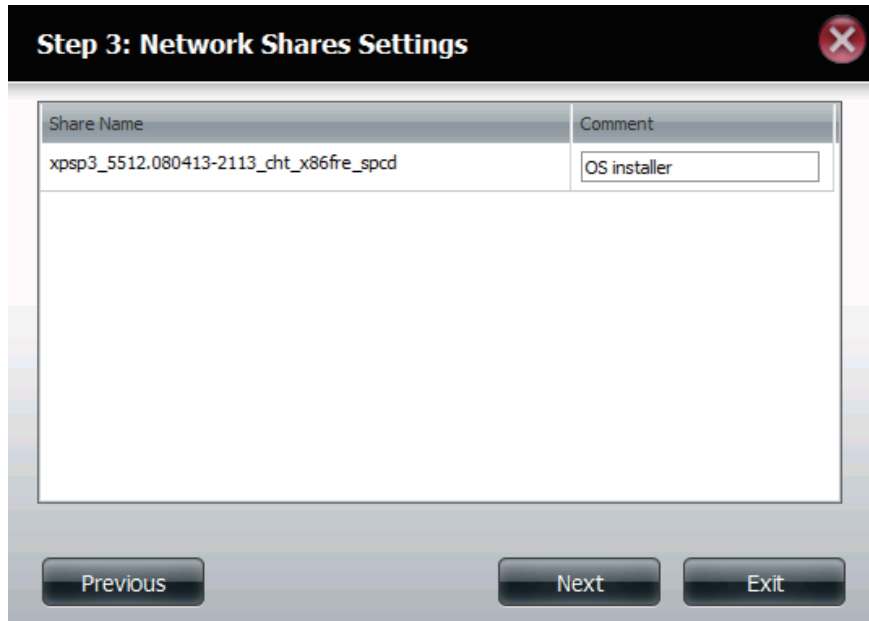 Step 3: Network Shares Settings
Share Name Comment
xpsp3_5512.080413-2113_cht_x86fre_spcd OS installer
Previous Next Exit